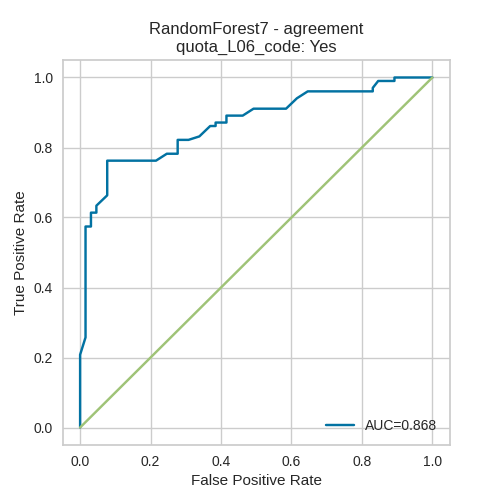 RandomForest7 - agreement
quota_L06_code: Yes
1.0
0.8
0.6
0.4
0.2
0.0
True Positive Rate
AUC=0.868
0.0 0.2 0.4 0.6 0.8 1.0
False Positive Rate